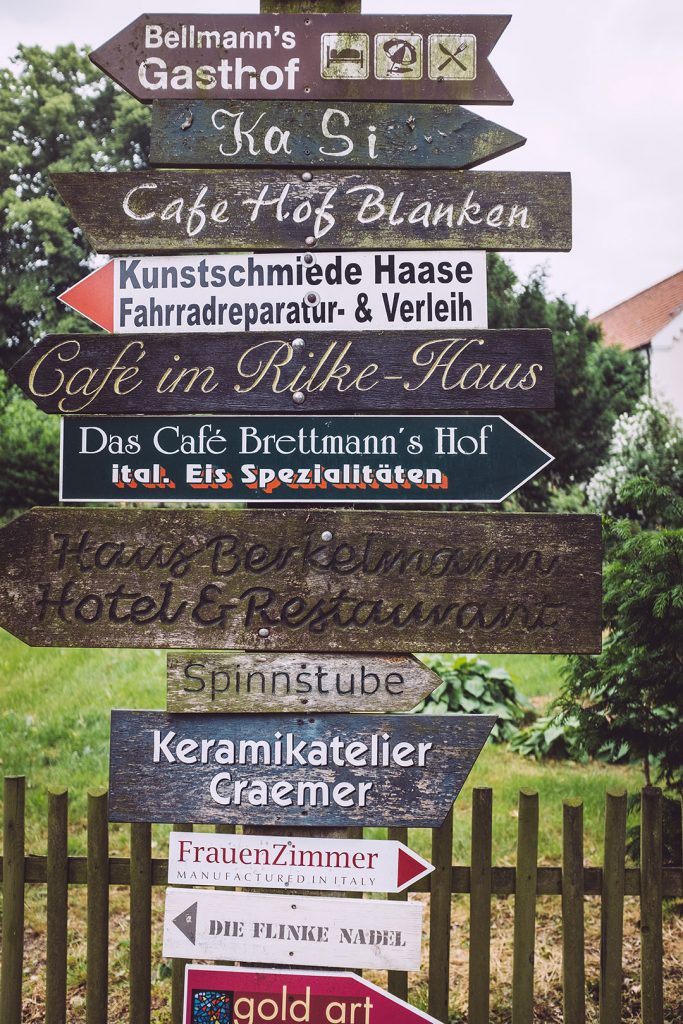 Bellmann's
Gasthof
Ka Si
Cafe Hof Blanken
Kunstschmiede Haase
Fahrradreparatur- & Verleih
Café im Rilke-Haus
Das Café Brettmann´s Hof
ital. Eis Spezialitäten
Haus Berkelmann
Hotel & Restaurant
Spinnstube
Keramikatelier
Craemer
FrauenZimmer
MANUFACTURED IN ITALY
DIE FLINKE NADEL
gold art